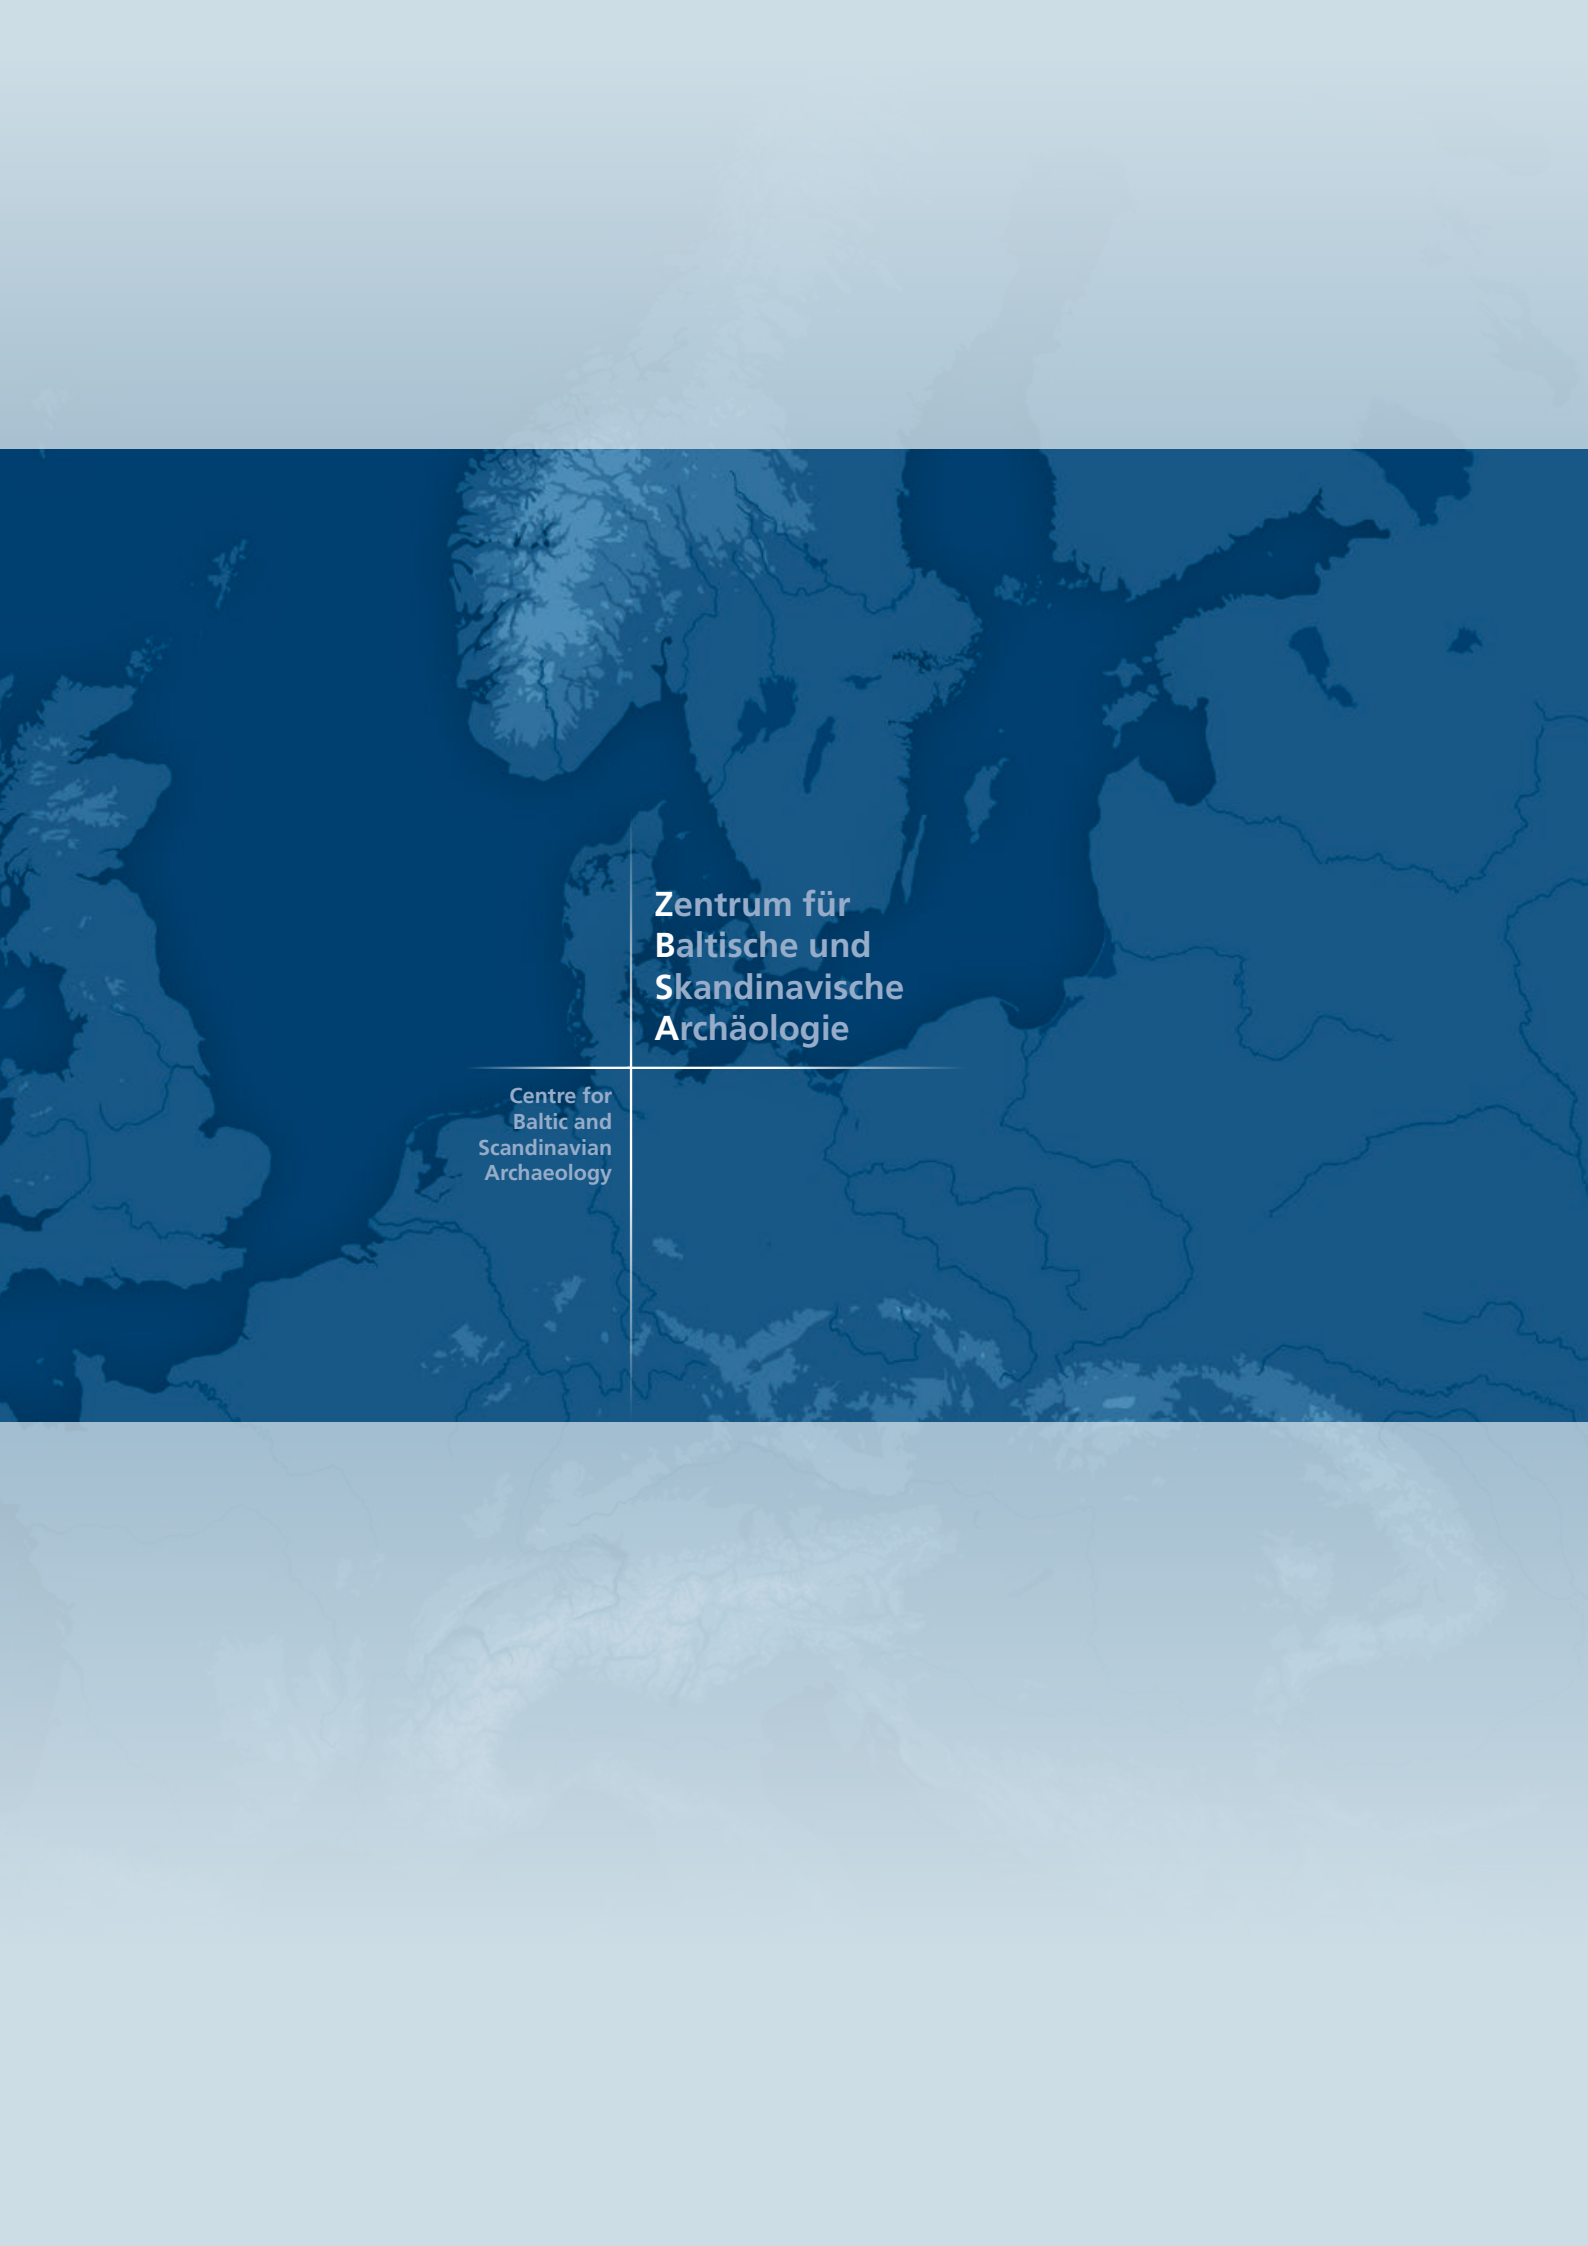 Zentrum für
Baltische und
Skandinavische
Archäologie
Centre for
Baltic and
Scandinavian
Archaeology